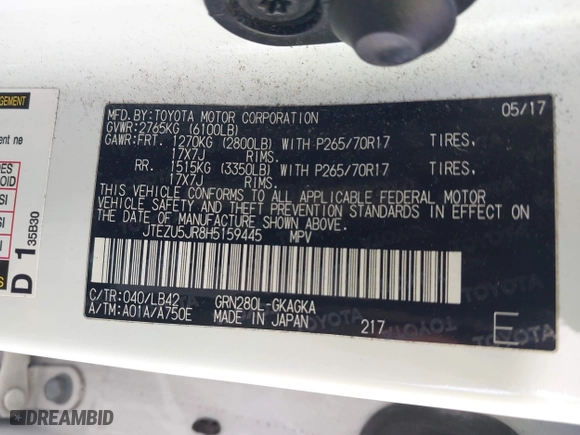 MFD. BY: TOYOTA MOTOR CORPORATION 05/17
GVWR: 2765KG (6100LB)
GAWR: FRT. 1270KG (2800LB) WITH P265/70R17 TIRES,
17X7J RIMS.
RR. 1515KG (3350LB) WITH P265/70R17 TIRES,
17X7J RIMS.
THIS VEHICLE CONFORMS TO ALL APPLICABLE FEDERAL MOTOR
VEHICLE SAFETY AND THEFT PREVENTION STANDARDS IN EFFECT ON
THE DATE OF MANUFACTURE SHOWN ABOVE.
JTEZU5JR8H5159445 MPV
C/TR: 040/LB42 GRN280L-GKAGKA
A/TM: A01A/A750E MADE IN JAPAN 217 E
D 1 35B30
DREAMBID